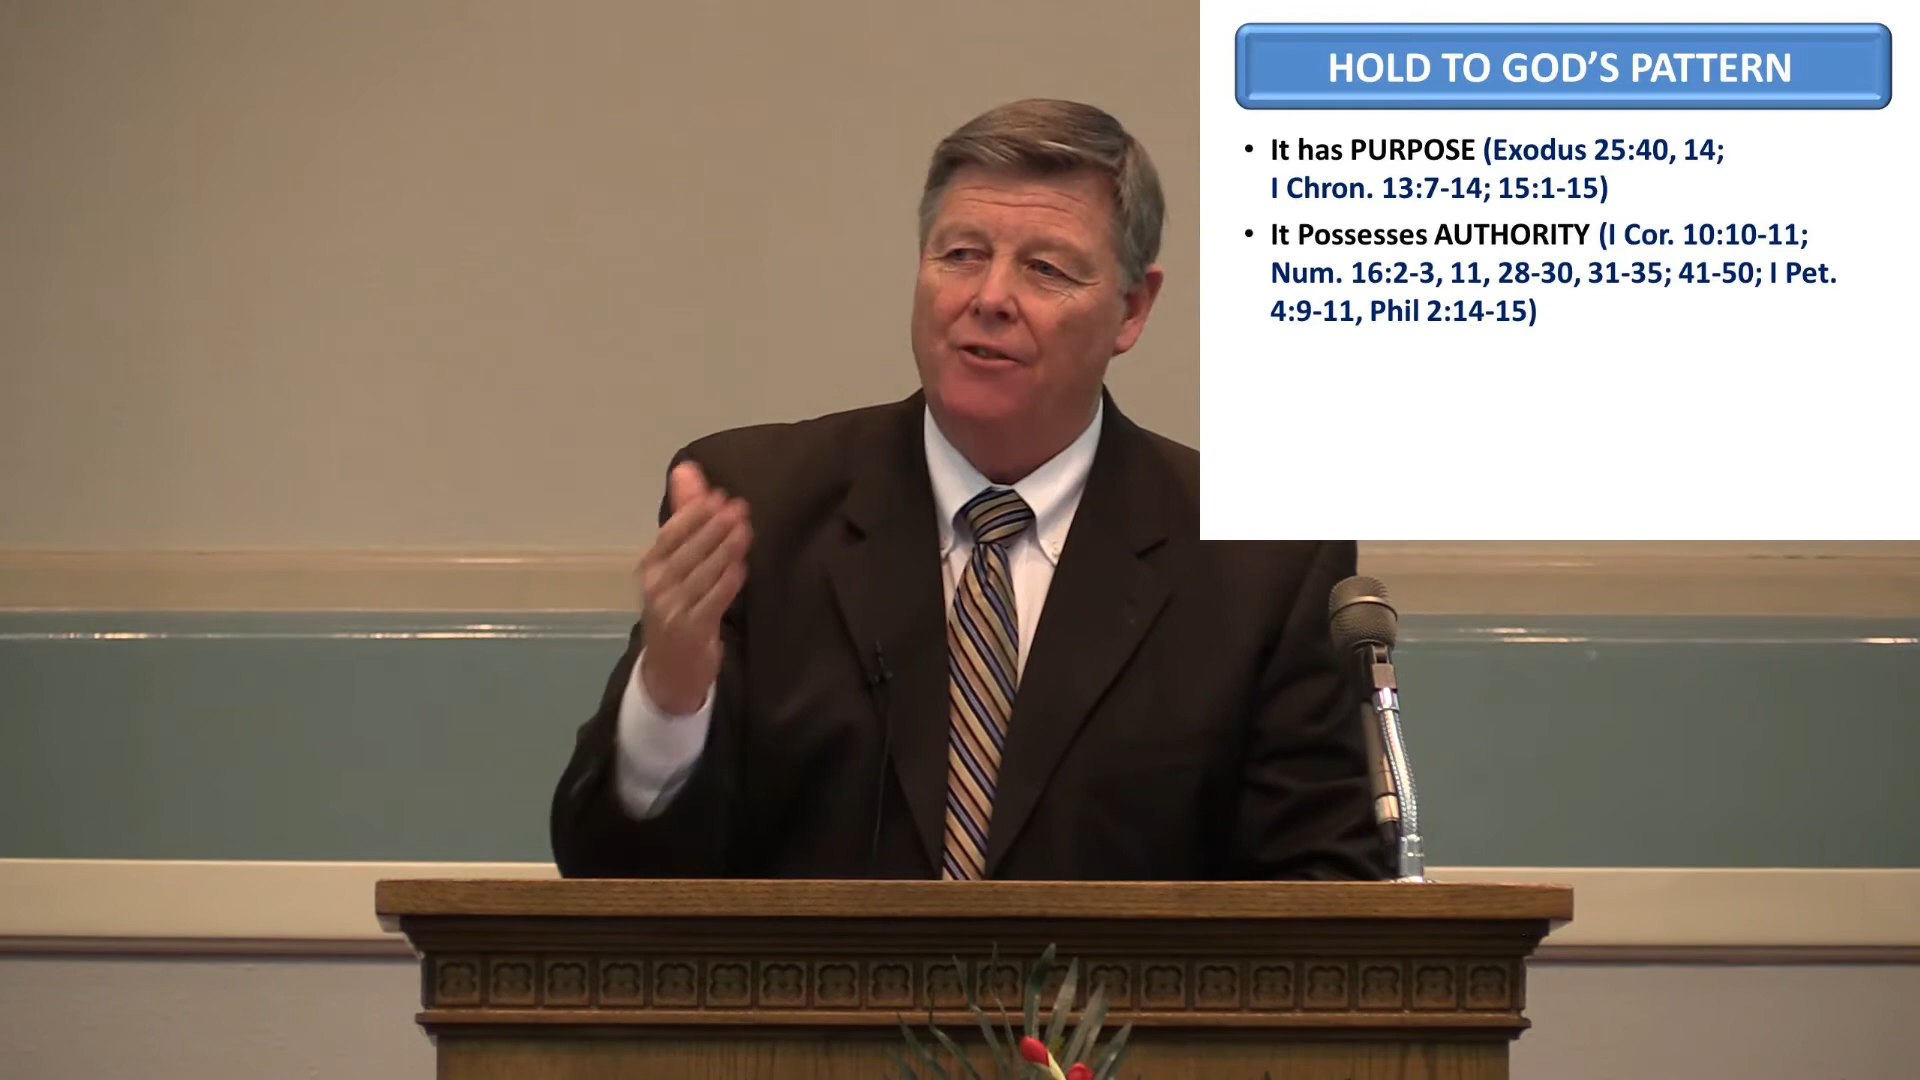 HOLD TO GOD'S PATTERN
• It has PURPOSE (Exodus 25:40, 14;
I Chron. 13:7-14; 15:1-15)
• It Possesses AUTHORITY (I Cor. 10:10-11;
Num. 16:2-3, 11, 28-30, 31-35; 41-50; I Pet.
4:9-11, Phil 2:14-15)